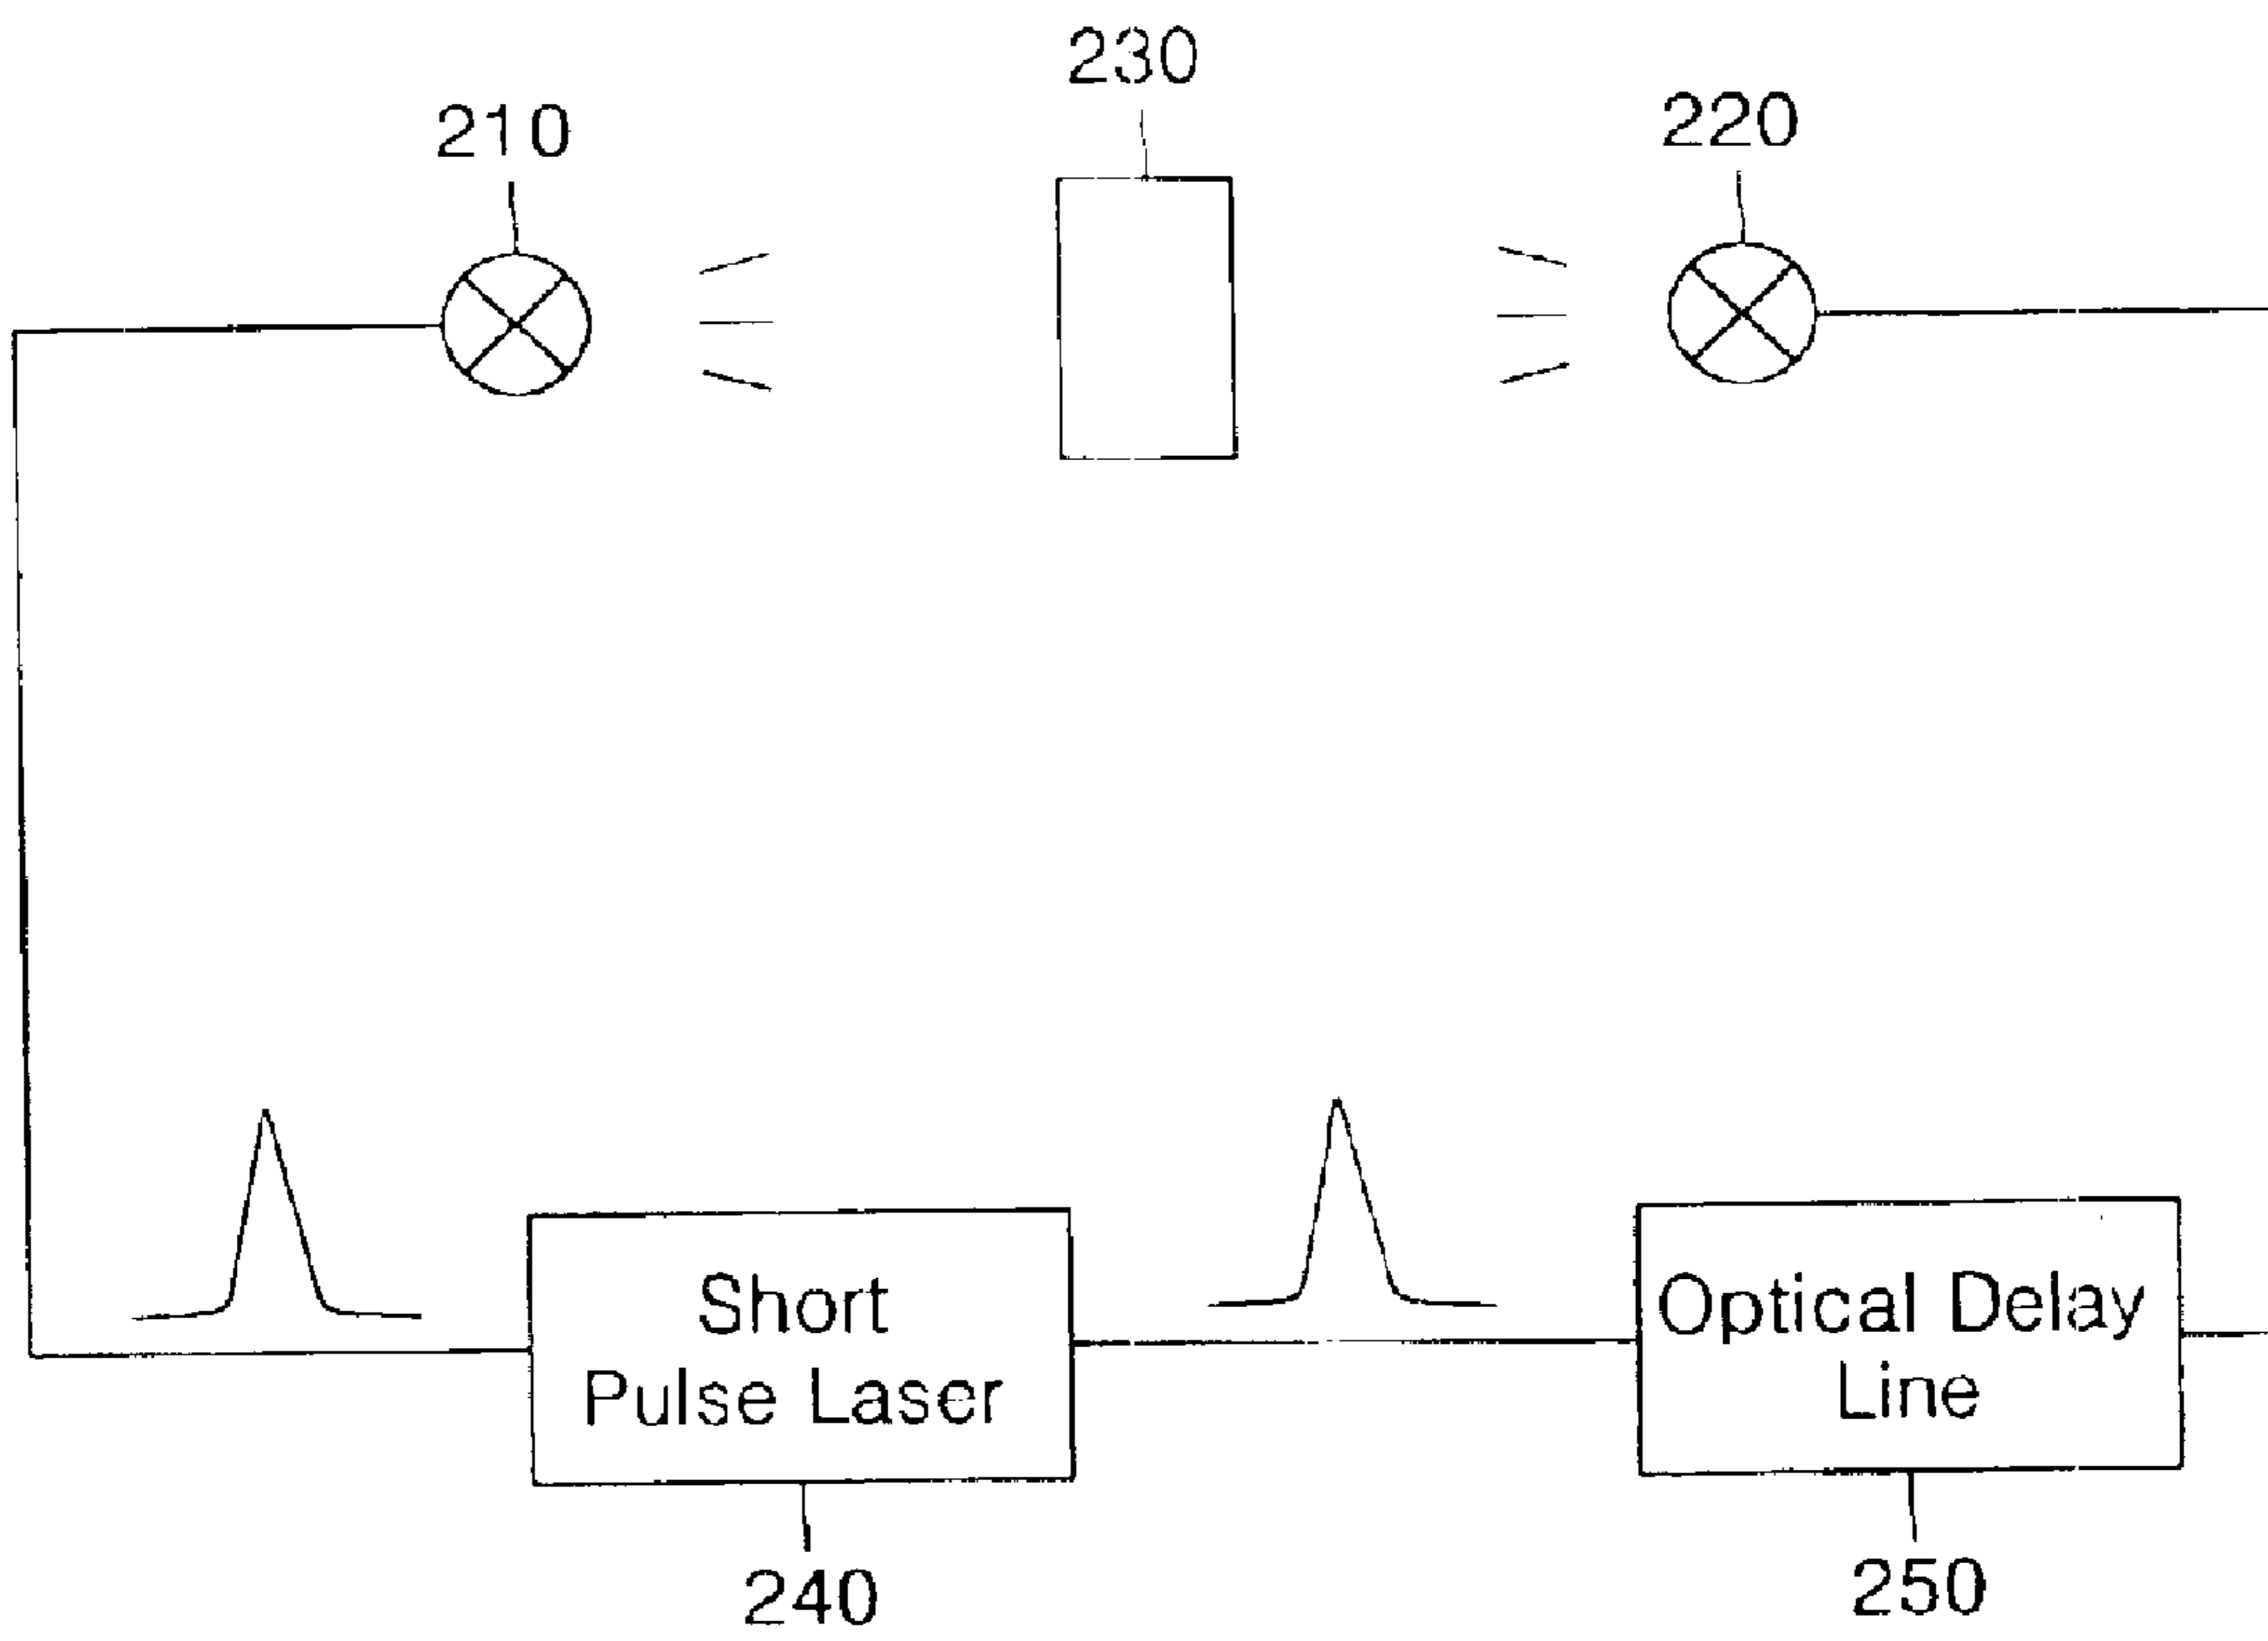 230
210
220
Short
Pulse Laser
Optical Delay
Line
240
250